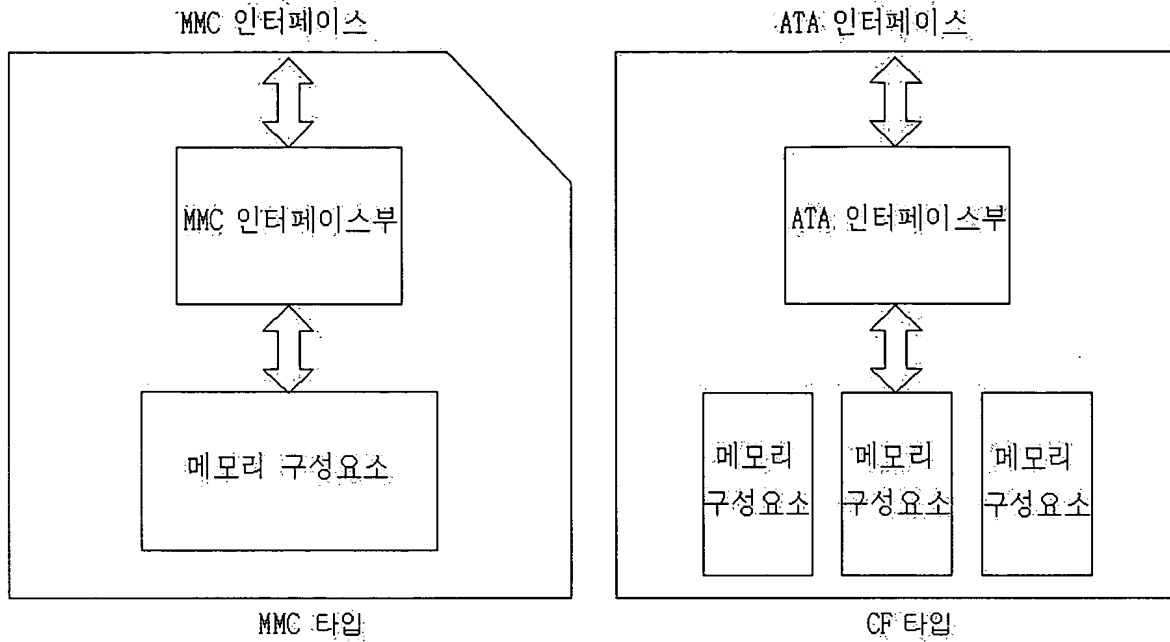 MMC 인터페이스
MMC 인터페이스부
메모리 구성요소
MMC 타입
ATA 인터페이스
ATA 인터페이스부
메모리
구성요소
메모리
구성요소
메모리
구성요소
CF 타입